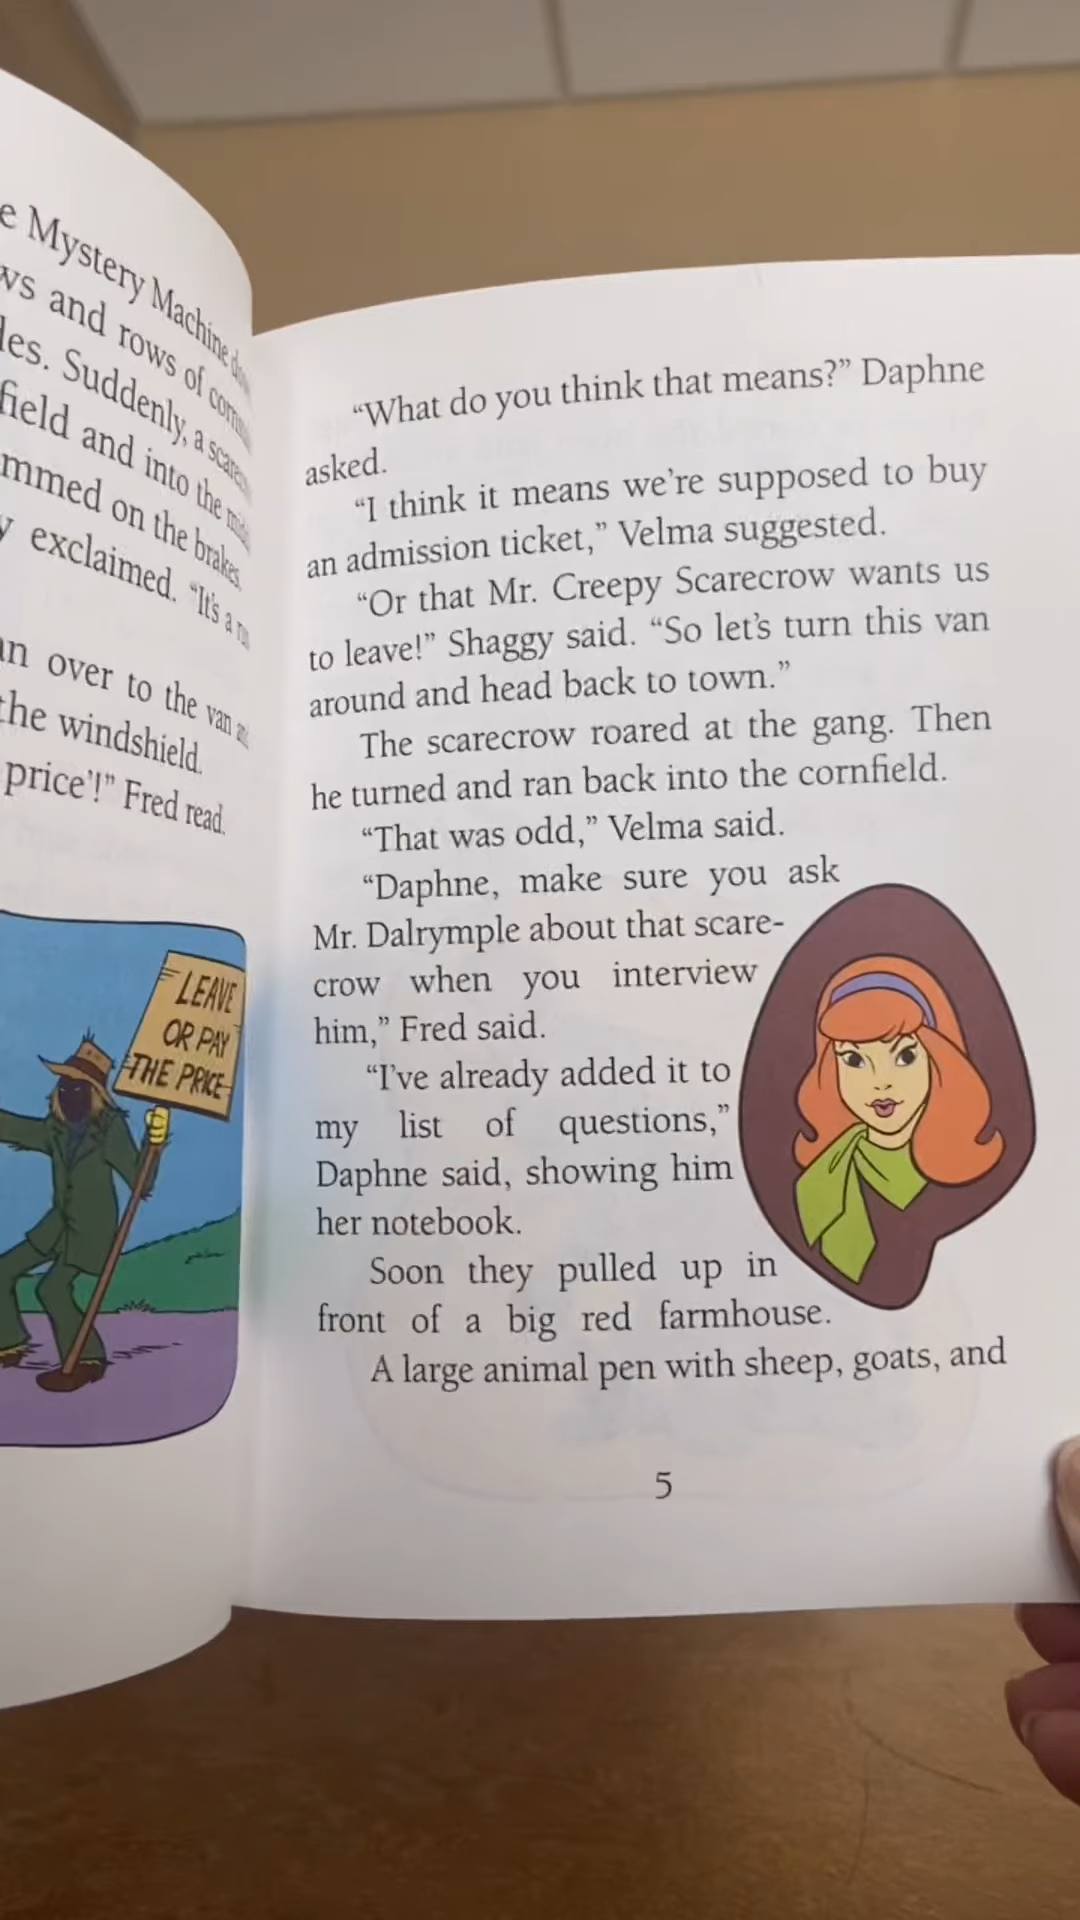 e Mystery Machine
ws and rows of
les. Suddenly, a
field and into the
mmed on the brakes.
y exclaimed. “It's a
an over to the van
the windshield.
price’!” Fred read.
LEAVE
OR PAY
THE PRICE
“What do you think that means?” Daphne
asked.
“I think it means we’re supposed to buy
an admission ticket,” Velma suggested.
“Or that Mr. Creepy Scarecrow wants us
to leave!” Shaggy said. “So let’s turn this van
around and head back to town.”
The scarecrow roared at the gang. Then
he turned and ran back into the cornfield.
“That was odd,” Velma said.
“Daphne, make sure you ask
Mr. Dalrymple about that scare-
crow when you interview
him,” Fred said.
“I’ve already added it to
my list of questions,”
Daphne said, showing him
her notebook.
Soon they pulled up in
front of a big red farmhouse.
A large animal pen with sheep, goats, and
5